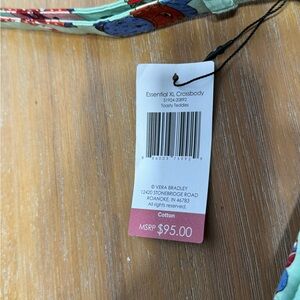 Essential XL Crossbody
Toasty Teddies
© VERA BRADLEY
12420 STONEBRIDGE ROAD
ROANOKE, IN 46783
All rights reserved.
Cotton
MSRP $95.00